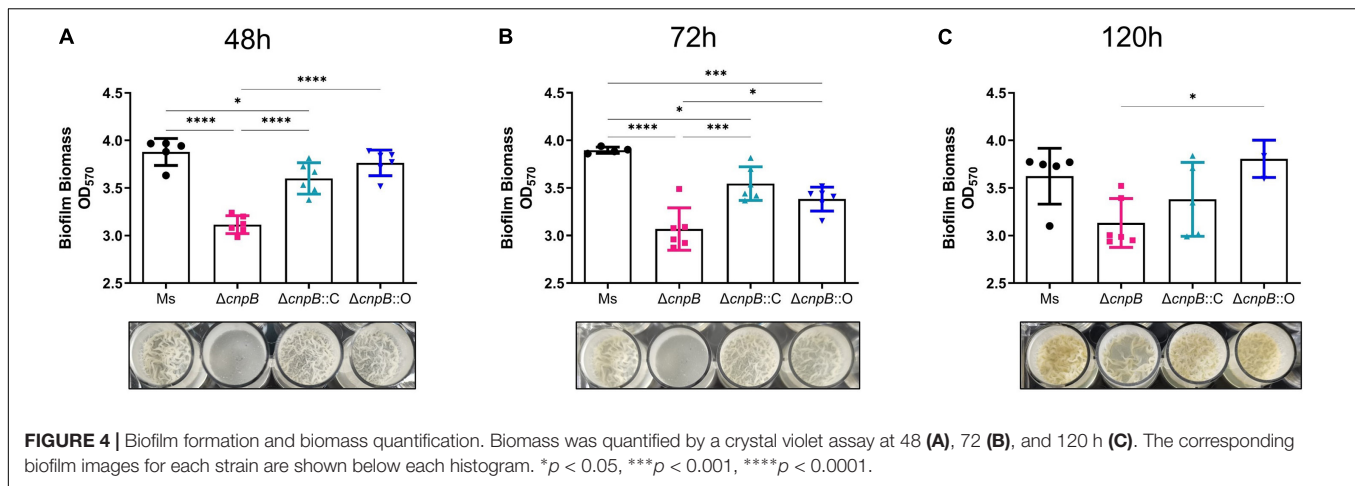 A 48h
****
*
**** ****
4.5
4.0
3.5
3.0
2.5
Biofilm Biomass
OD570
Ms ΔcnpB ΔcnpB::C ΔcnpB::O
B 72h
***
*
*
**** ***
4.5
4.0
3.5
3.0
2.5
Biofilm Biomass
OD570
Ms ΔcnpB ΔcnpB::C ΔcnpB::O
C 120h
*
4.5
4.0
3.5
3.0
2.5
Biofilm Biomass
OD570
Ms ΔcnpB ΔcnpB::C ΔcnpB::O
FIGURE 4 | Biofilm formation and biomass quantification. Biomass was quantified by a crystal violet assay at 48 (A), 72 (B), and 120 h (C). The corresponding
biofilm images for each strain are shown below each histogram. *p < 0.05, ***p < 0.001, ****p < 0.0001.